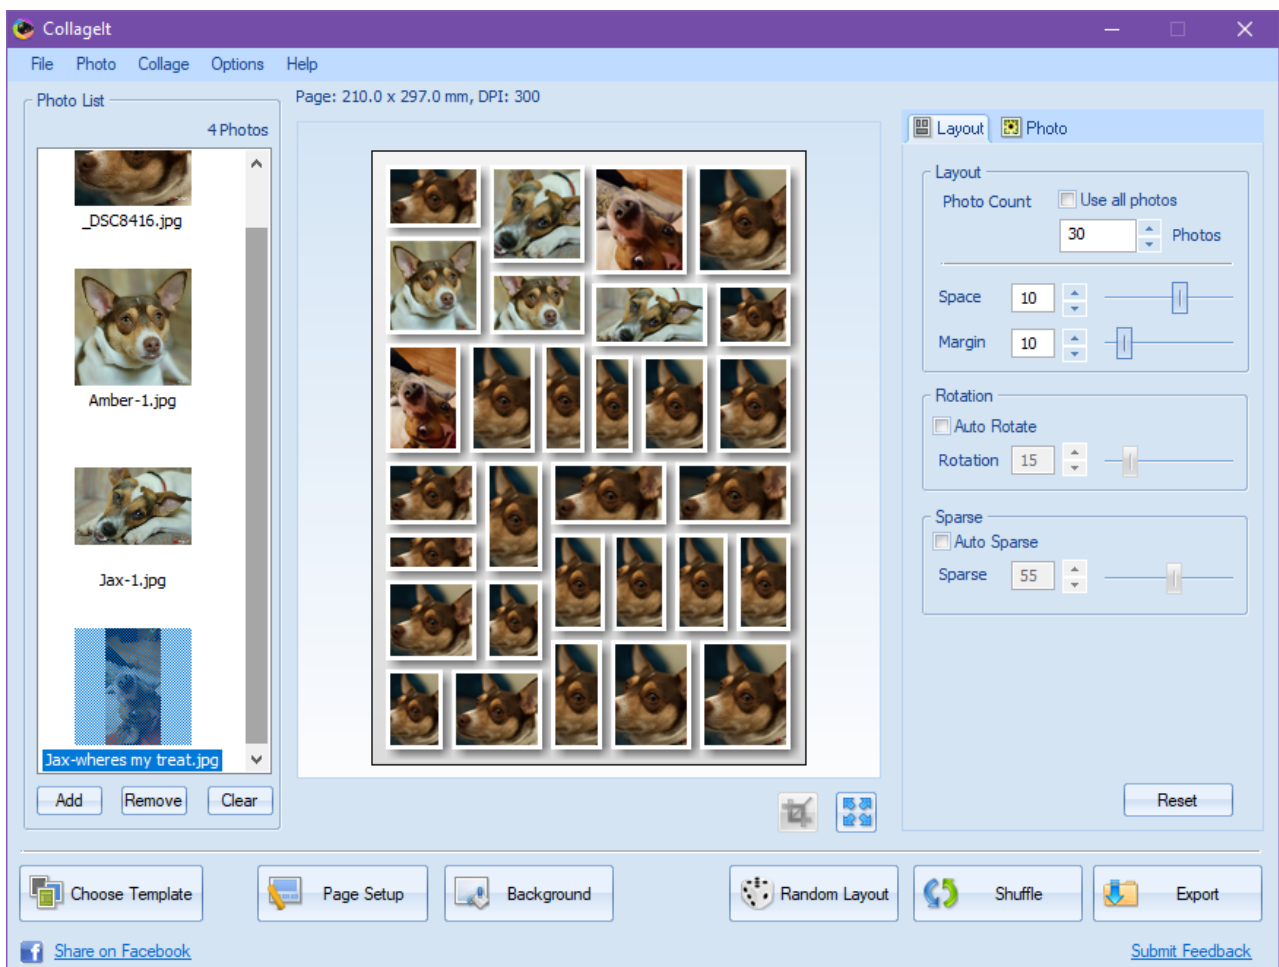 CollageIt
File Photo Collage Options Help
Photo List
4 Photos
_DSC8416.jpg
Amber-1.jpg
Jax-1.jpg
Jax-wheres my treat.jpg
Add Remove Clear
Page: 210.0 x 297.0 mm, DPI: 300
Layout Photo
Layout
Photo Count Use all photos
30 Photos
Space 10
Margin 10
Rotation
Auto Rotate
Rotation 15
Sparse
Auto Sparse
Sparse 55
Reset
Choose Template Page Setup Background Random Layout Shuffle Export
Share on Facebook Submit Feedback